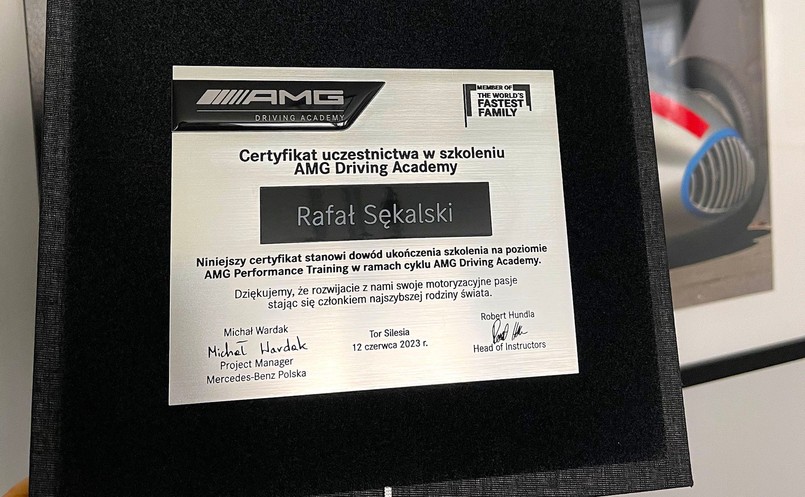 AMG
DRIVING ACADEMY
MEMBER OF
THE WORLD'S
FASTEST
FAMILY
Certyfikat uczestnictwa w szkoleniu
AMG Driving Academy
Rafał Sękalski
Niniejszy certyfikat stanowi dowód ukończenia szkolenia na poziomie
AMG Performance Training w ramach cyklu AMG Driving Academy.
Dziękujemy, że rozwijacie z nami swoje motoryzacyjne pasje
stając się członkiem najszybszej rodziny świata.
Michał Wardak
Michał Wardak
Project Manager
Mercedes-Benz Polska
Tor Silesia
12 czerwca 2023 r.
Robert Hundla
Head of Instructors